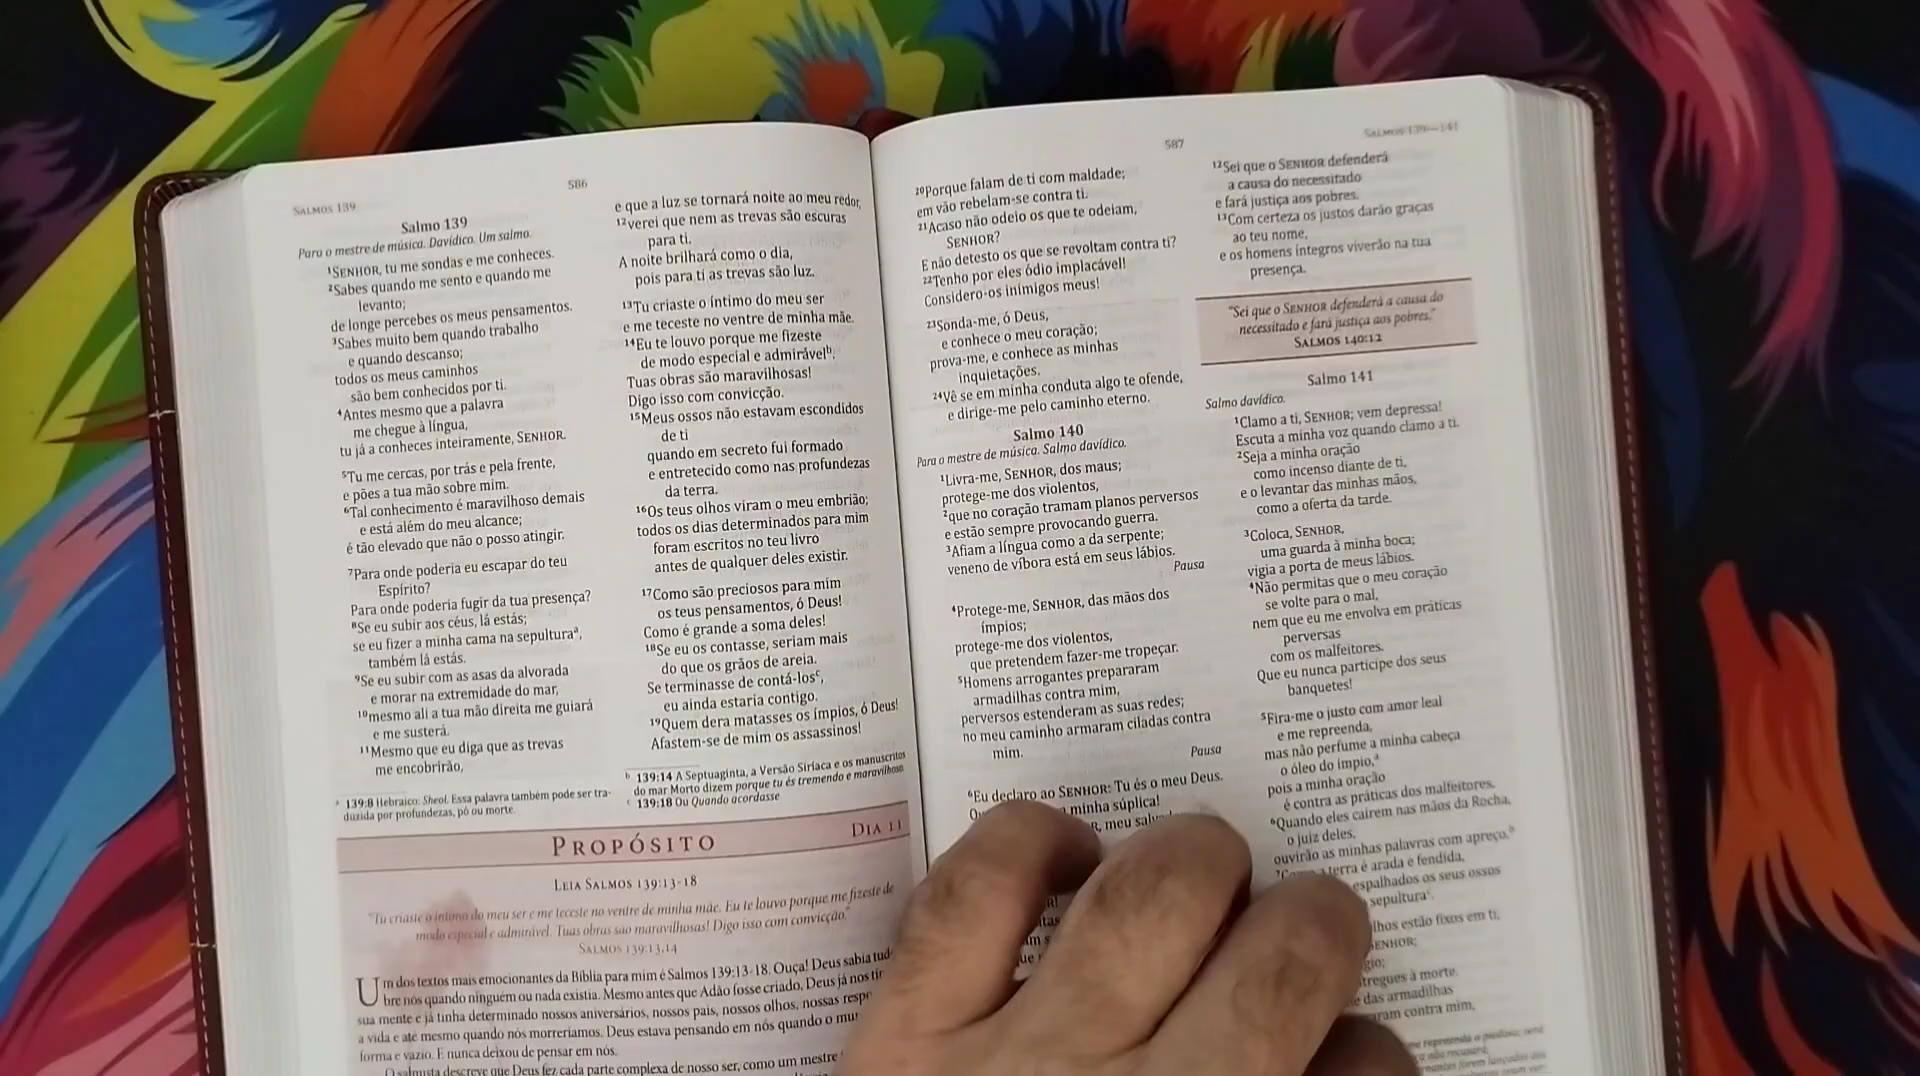 586
SALMOS 139
Salmo 139
Para o mestre de música. Davídico. Um salmo.
¹SENHOR, tu me sondas e me conheces.
²Sabes quando me sento e quando me
levanto;
de longe percebes os meus pensamentos.
³Sabes muito bem quando trabalho
e quando descanso;
todos os meus caminhos
são bem conhecidos por ti.
⁴Antes mesmo que a palavra
me chegue à língua,
tu já a conheces inteiramente, SENHOR.
⁵Tu me cercas, por trás e pela frente,
e pões a tua mão sobre mim.
⁶Tal conhecimento é maravilhoso demais
e está além do meu alcance;
é tão elevado que não o posso atingir.
⁷Para onde poderia eu escapar do teu
Espírito?
Para onde poderia fugir da tua presença?
⁸Se eu subir aos céus, lá estás;
se eu fizer a minha cama na sepulturaª,
também lá estás.
⁹Se eu subir com as asas da alvorada
e morar na extremidade do mar,
¹⁰mesmo ali a tua mão direita me guiará
e me susterá.
¹¹Mesmo que eu diga que as trevas
me encobrirão,
ª 139:8 Hebraico: Sheol. Essa palavra também pode ser tra-
duzida por profundezas, pó ou morte.
e que a luz se tornará noite ao meu redor,
¹²verei que nem as trevas são escuras
para ti.
A noite brilhará como o dia,
pois para ti as trevas são luz.
¹³Tu criaste o íntimo do meu ser
e me teceste no ventre de minha mãe.
¹⁴Eu te louvo porque me fizeste
de modo especial e admirávelᵇ.
Tuas obras são maravilhosas!
Digo isso com convicção.
¹⁵Meus ossos não estavam escondidos
de ti
quando em secreto fui formado
e entretecido como nas profundezas
da terra.
¹⁶Os teus olhos viram o meu embrião;
todos os dias determinados para mim
foram escritos no teu livro
antes de qualquer deles existir.
¹⁷Como são preciosos para mim
os teus pensamentos, ó Deus!
Como é grande a soma deles!
¹⁸Se eu os contasse, seriam mais
do que os grãos de areia.
Se terminasse de contá-losᶜ,
eu ainda estaria contigo.
¹⁹Quem dera matasses os ímpios, ó Deus!
Afastem-se de mim os assassinos!
ᵇ 139:14 A Septuaginta, a Versão Siríaca e os manuscritos
do mar Morto dizem porque tu és tremendo e maravilhoso
ᶜ 139:18 Ou Quando acordasse
PROPÓSITO DIA 11
LEIA SALMOS 139:13-18
"Tu criaste o íntimo do meu ser e me teceste no ventre de minha mãe. Eu te louvo porque me fizeste de
modo especial e admirável. Tuas obras são maravilhosas! Digo isso com convicção."
SALMOS 139:13,14
Um dos textos mais emocionantes da Bíblia para mim é Salmos 139:13-18. Ouça! Deus sabia tud
bre nós quando ninguém ou nada existia. Mesmo antes que Adão fosse criado, Deus já nos tin
sua mente e já tinha determinado nossos aniversários, nossos pais, nossos olhos, nossas resp
a vida e até mesmo quando nós morreríamos. Deus estava pensando em nós quando o mu
forma e vazio. E nunca deixou de pensar em nós.
O salmista descreve que Deus fez cada parte complexa de nosso ser, como um mestre
587
SALMOS 139—141
²⁰Porque falam de ti com maldade;
em vão rebelam-se contra ti.
²¹Acaso não odeio os que te odeiam,
SENHOR?
E não detesto os que se revoltam contra ti?
²²Tenho por eles ódio implacável!
Considero-os inimigos meus!
²³Sonda-me, ó Deus,
e conhece o meu coração;
prova-me, e conhece as minhas
inquietações.
²⁴Vê se em minha conduta algo te ofende,
e dirige-me pelo caminho eterno.
Salmo 140
Para o mestre de música. Salmo davídico.
¹Livra-me, SENHOR, dos maus;
protege-me dos violentos,
²que no coração tramam planos perversos
e estão sempre provocando guerra.
³Afiam a língua como a da serpente;
veneno de víbora está em seus lábios.
Pausa
⁴Protege-me, SENHOR, das mãos dos
ímpios;
protege-me dos violentos,
que pretendem fazer-me tropeçar.
⁵Homens arrogantes prepararam
armadilhas contra mim,
perversos estenderam as suas redes;
no meu caminho armaram ciladas contra
mim.
Pausa
⁶Eu declaro ao SENHOR: Tu és o meu Deus.
minha súplica!
R, meu salv
¹²Sei que o SENHOR defenderá
a causa do necessitado
e fará justiça aos pobres.
¹³Com certeza os justos darão graças
ao teu nome,
e os homens íntegros viverão na tua
presença.
"Sei que o SENHOR defenderá a causa do
necessitado e fará justiça aos pobres."
SALMOS 140:12
Salmo 141
Salmo davídico.
¹Clamo a ti, SENHOR; vem depressa!
Escuta a minha voz quando clamo a ti.
²Seja a minha oração
como incenso diante de ti,
e o levantar das minhas mãos,
como a oferta da tarde.
³Coloca, SENHOR,
uma guarda à minha boca;
vigia a porta de meus lábios.
⁴Não permitas que o meu coração
se volte para o mal,
nem que eu me envolva em práticas
perversas
com os malfeitores.
Que eu nunca participe dos seus
banquetes!
⁵Fira-me o justo com amor leal
e me repreenda,
mas não perfume a minha cabeça
o óleo do ímpio,ª
pois a minha oração
é contra as práticas dos malfeitores.
⁶Quando eles caírem nas mãos da Rocha,
o juiz deles,
ouvirão as minhas palavras com apreço.ᵇ
terra é arada e fendida,
espalhados os seus ossos
sepulturaᶜ.
lhos estão fixos em ti,
SENHOR;
gio;
tregues à morte.
das armadilhas
aram contra mim,